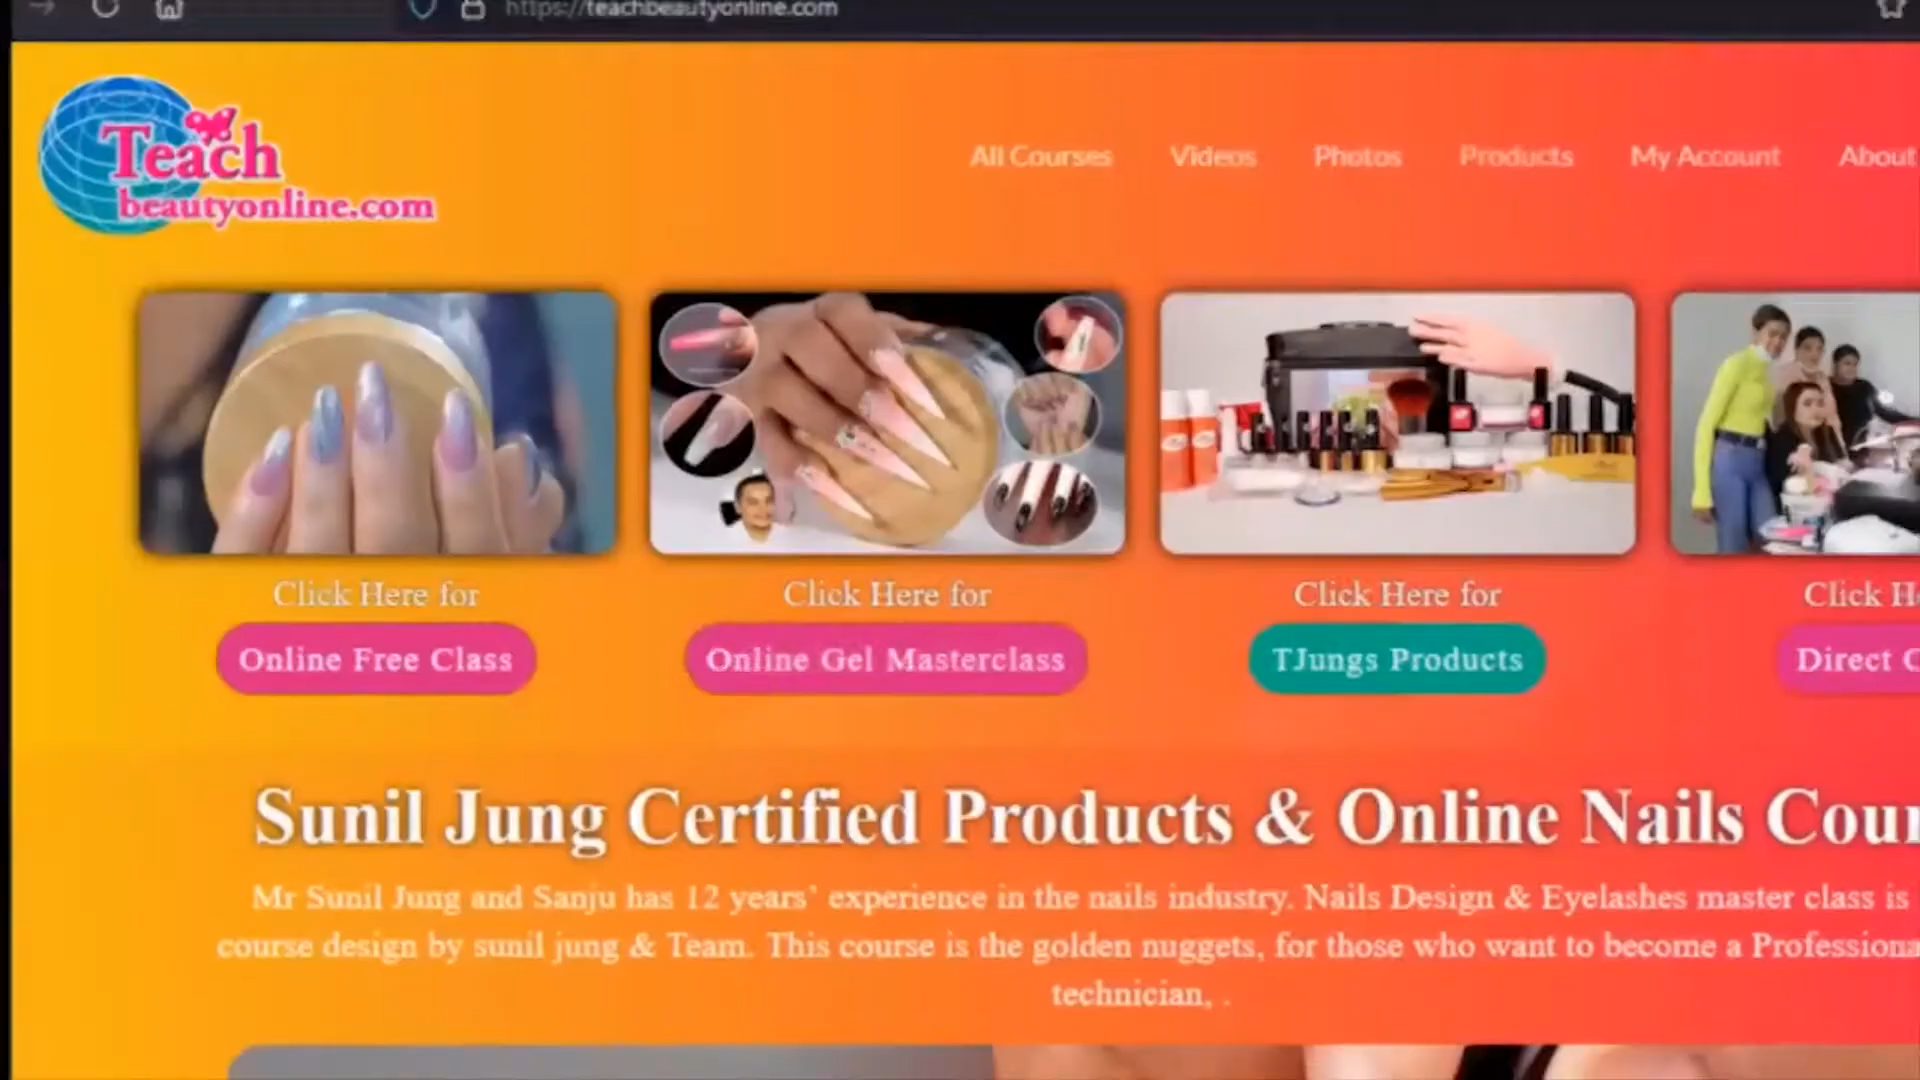 https://teachbeautyonline.com
Teach
beautyonline.com
All Courses Videos Photos Products My Account About
Click Here for
Online Free Class
Click Here for
Online Gel Masterclass
Click Here for
TJungs Products
Click
Direct
Sunil Jung Certified Products & Online Nails
Mr Sunil Jung and Sanju has 12 years' experience in the nails industry. Nails Design & Eyelashes master class is
course design by sunil jung & Team. This course is the golden nuggets, for those who want to become a
technician, .